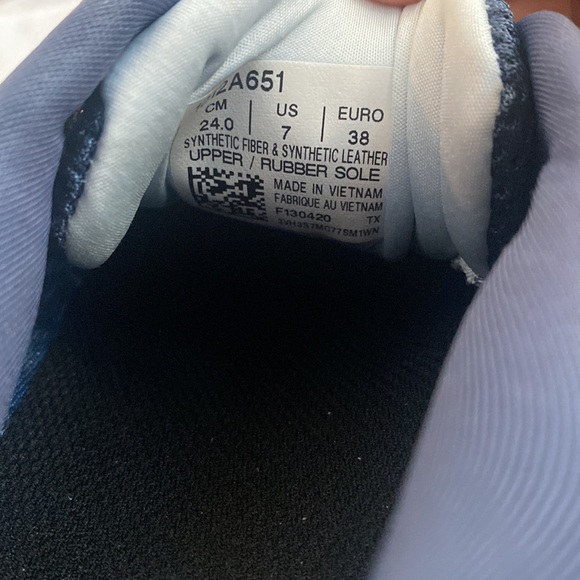 2A651
CM | US | EURO
24.0 | 7 | 38
SYNTHETIC FIBER & SYNTHETIC LEATHER
UPPER / RUBBER SOLE
MADE IN VIETNAM
FABRIQUE AU VIETNAM
F130420 TX